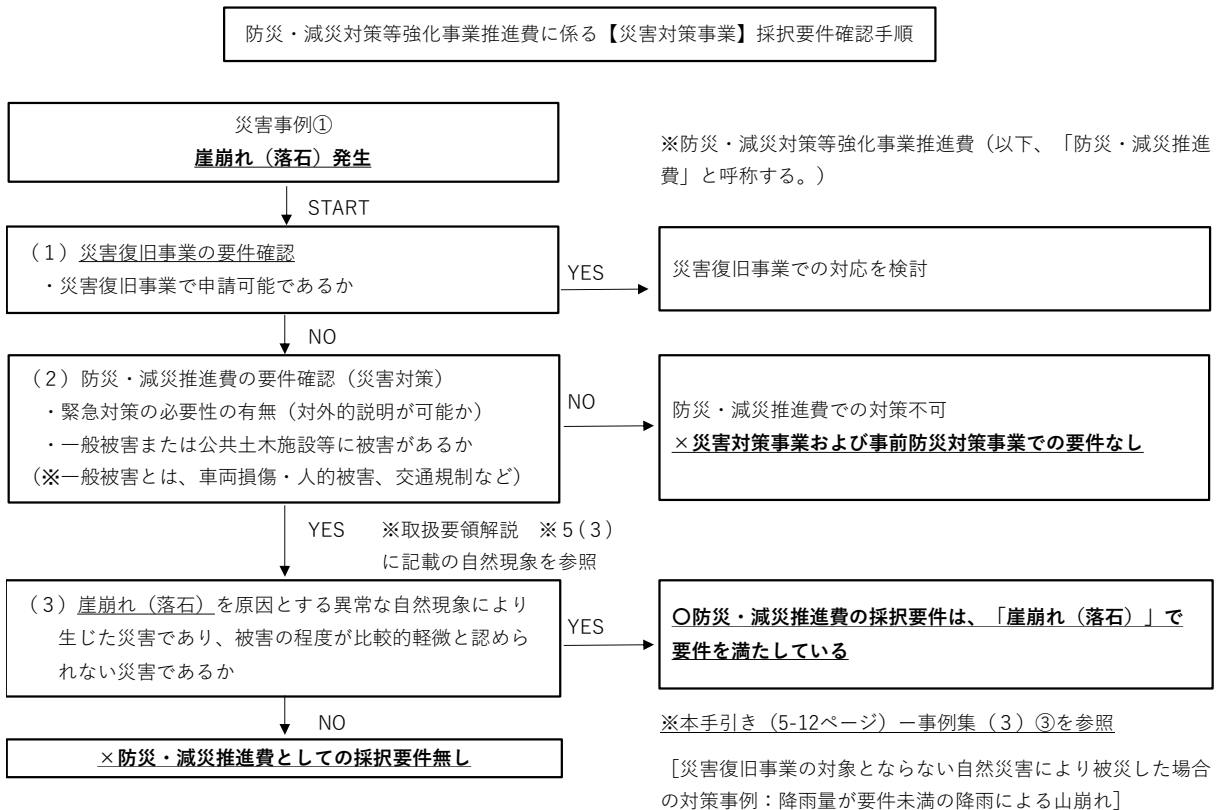 防災・減災対策等強化事業推進費に係る【災害対策事業】採択要件確認手順
災害事例①
崖崩れ（落石）発生
※防災・減災対策等強化事業推進費（以下、「防災・減災推進
費」と呼称する。）
START
（１）災害復旧事業の要件確認
・災害復旧事業で申請可能であるか
YES
災害復旧事業での対応を検討
NO
（２）防災・減災推進費の要件確認（災害対策）
・緊急対策の必要性の有無（対外的説明が可能か）
・一般被害または公共土木施設等に被害があるか
（※一般被害とは、車両損傷・人的被害、交通規制など）
NO
防災・減災推進費での対策不可
×災害対策事業および事前防災対策事業での要件なし
YES
※取扱要領解説　※５(３)
に記載の自然現象を参照
（３）崖崩れ（落石）を原因とする異常な自然現象により
生じた災害であり、被害の程度が比較的軽微と認めら
れない災害であるか
YES
〇防災・減災推進費の採択要件は、「崖崩れ（落石）」で
要件を満たしている
NO
×防災・減災推進費としての採択要件無し
※本手引き（5-12ページ）ー事例集（３）③を参照
［災害復旧事業の対象とならない自然災害により被災した場合
の対策事例：降雨量が要件未満の降雨による山崩れ］